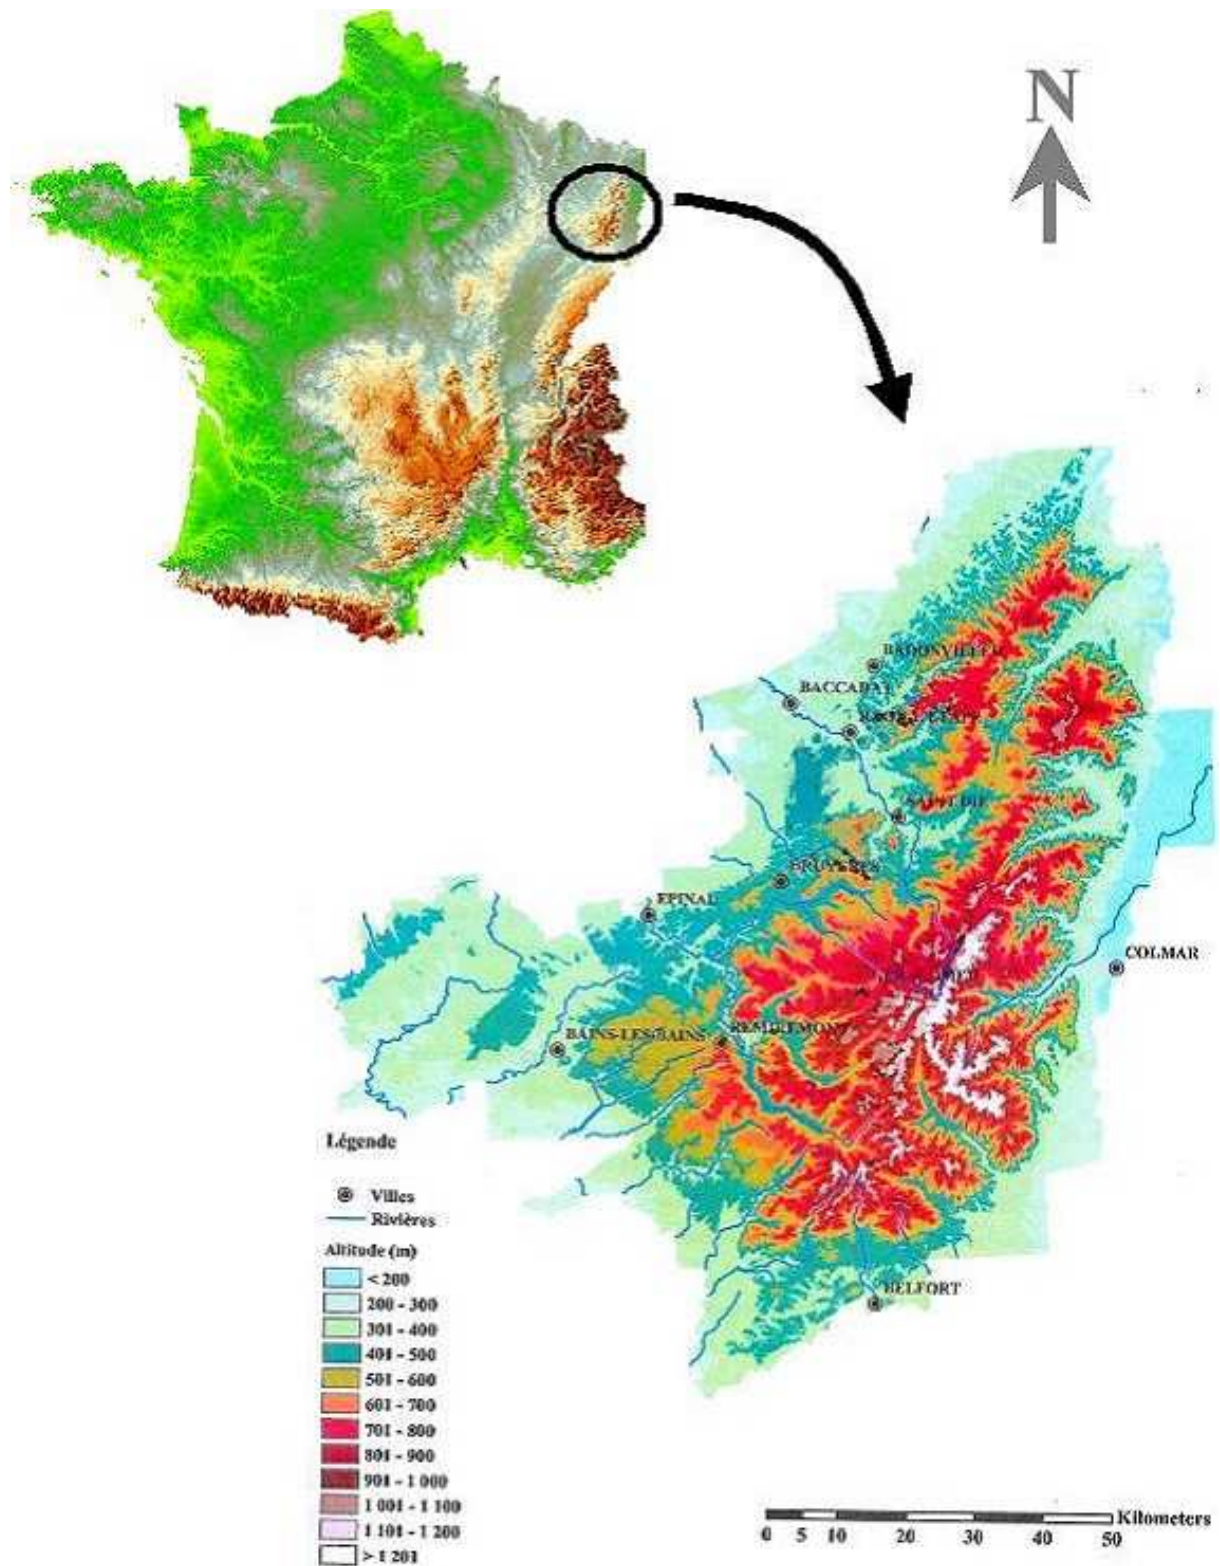 N
BACCARAT
SAINT-DIE
BRUYERES
EPINAL
COLMAR
BAINS-LES-BAINS
REMIREMONT
BELFORT
Légende
Villes
Rivières
Altitude (m)
< 200
200 - 300
301 - 400
401 - 500
501 - 600
601 - 700
701 - 800
801 - 900
901 - 1 000
1 001 - 1 100
1 101 - 1 200
> 1 201
Kilometers
0 5 10 20 30 40 50